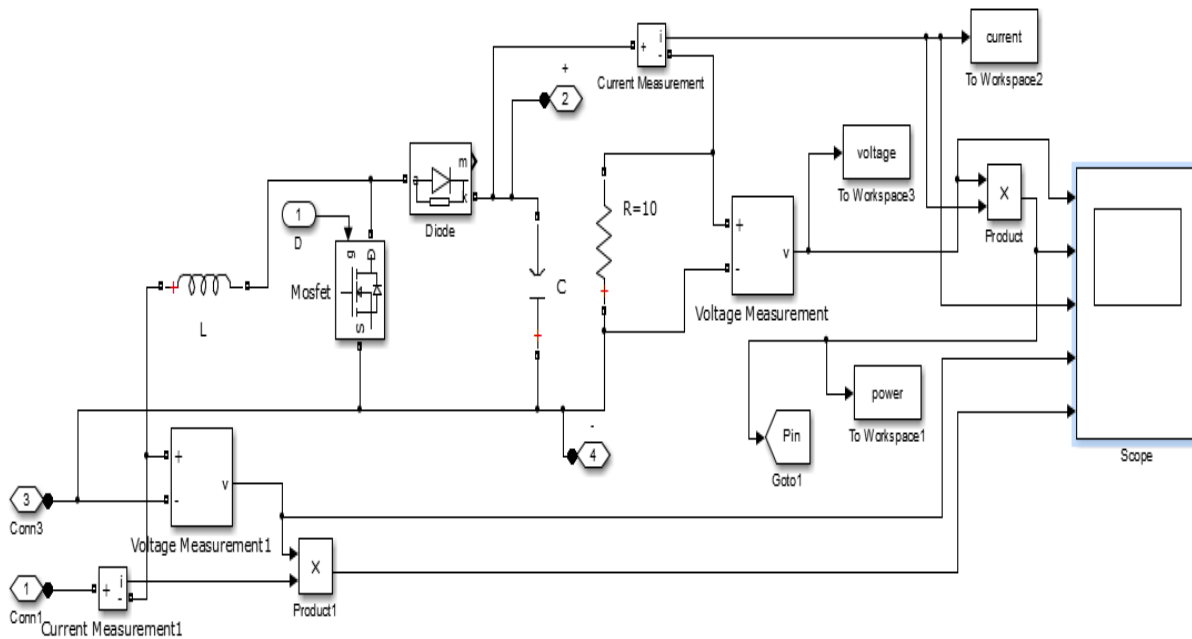 current
To Workspace2
+ i
-
Current Measurement
+
2
voltage
To Workspace3
m
k
Diode
1
D
R=10
×
Product
+
-
v
Voltage Measurement
g
D
S
Mosfet
L
C
+
+
+
power
To Workspace1
Pin
Goto1
Scope
-
4
+
-
v
Voltage Measurement1
3
Conn3
×
Product1
1
Conn1
+ i
-
Current Measurement1